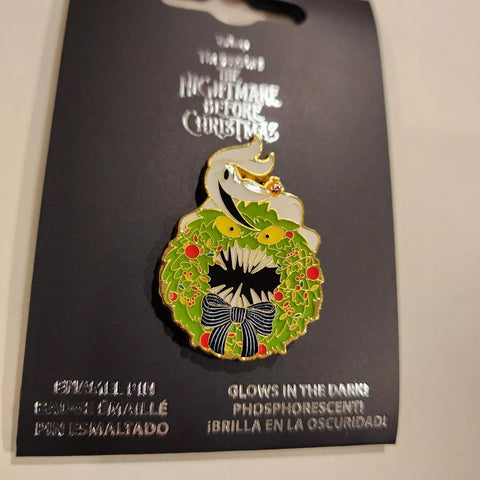 THE
NIGHTMARE
BEFORE
CHRISTMAS
ENAMEL PIN
BADGE ÉMAILLÉ
PIN ESMALTADO
GLOWS IN THE DARK!
PHOSPHORESCENT!
¡BRILLA EN LA OSCURIDAD!